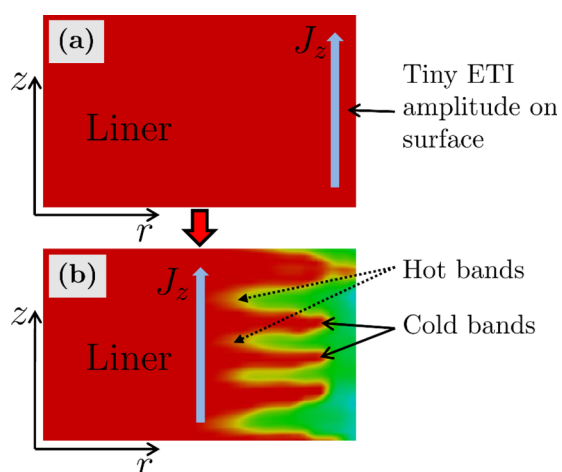 (a)
J_z
z
Liner
Tiny ETI
amplitude on
surface
r
(b)
J_z
Hot bands
z
Cold bands
Liner
r